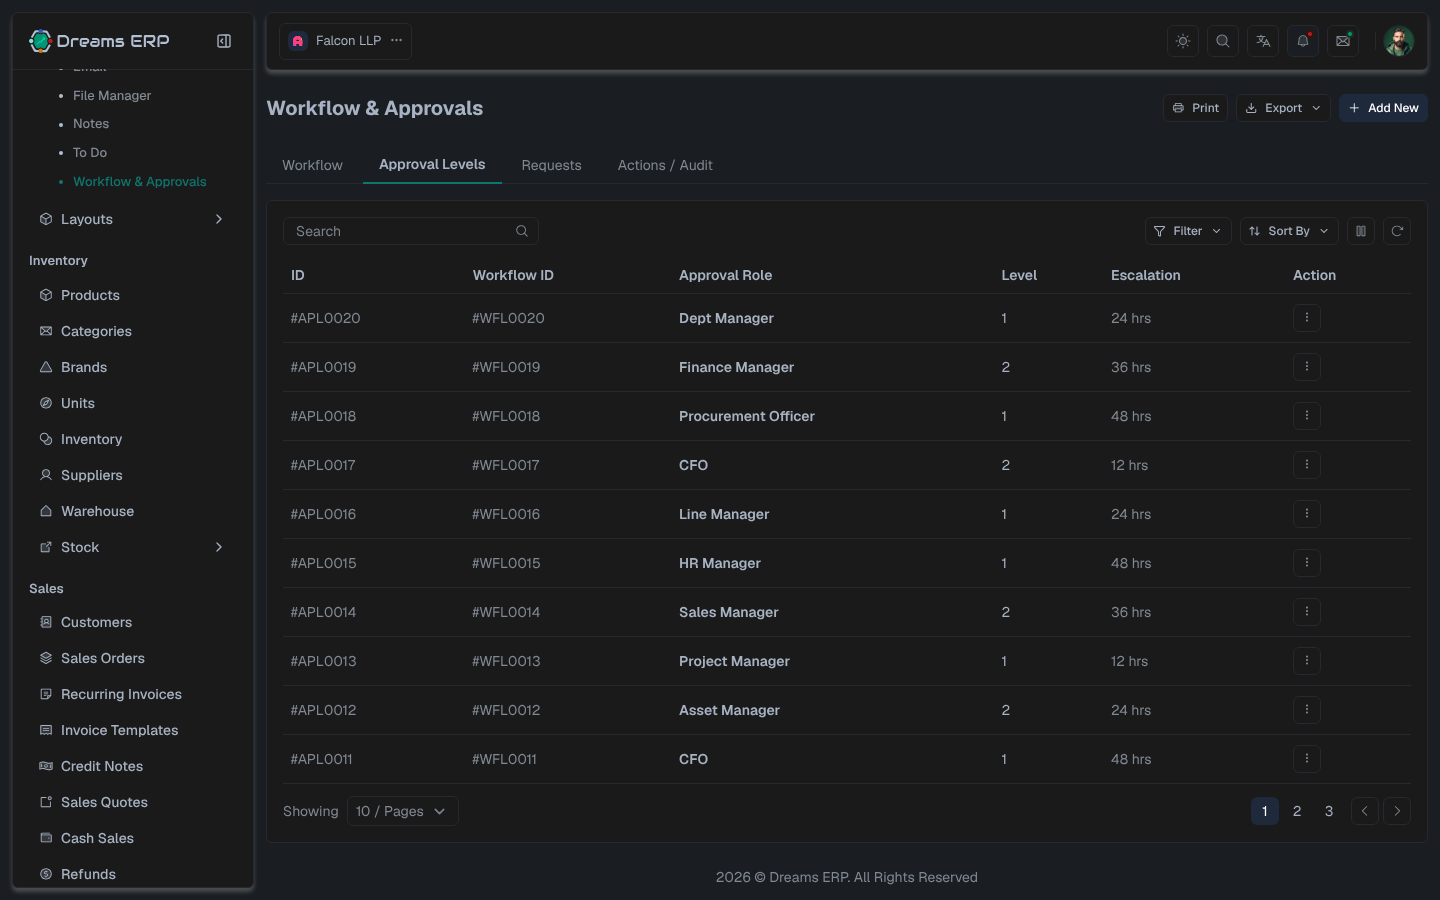 Dreams ERP
Falcon LLP
File Manager
Notes
To Do
Workflow & Approvals
Layouts
Inventory
Products
Categories
Brands
Units
Inventory
Suppliers
Warehouse
Stock
Sales
Customers
Sales Orders
Recurring Invoices
Invoice Templates
Credit Notes
Sales Quotes
Cash Sales
Refunds
Workflow & Approvals
Print
Export
Add New
Workflow
Approval Levels
Requests
Actions / Audit
Search
Filter
Sort By
ID Workflow ID Approval Role Level Escalation Action
#APL0020 #WFL0020 Dept Manager 1 24 hrs
#APL0019 #WFL0019 Finance Manager 2 36 hrs
#APL0018 #WFL0018 Procurement Officer 1 48 hrs
#APL0017 #WFL0017 CFO 2 12 hrs
#APL0016 #WFL0016 Line Manager 1 24 hrs
#APL0015 #WFL0015 HR Manager 1 48 hrs
#APL0014 #WFL0014 Sales Manager 2 36 hrs
#APL0013 #WFL0013 Project Manager 1 12 hrs
#APL0012 #WFL0012 Asset Manager 2 24 hrs
#APL0011 #WFL0011 CFO 1 48 hrs
Showing 10 / Pages
1 2 3
2026 © Dreams ERP. All Rights Reserved